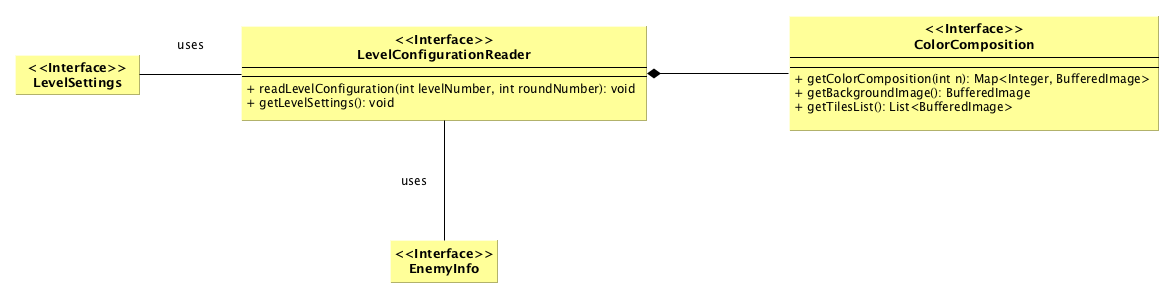 <<Interface>>
LevelSettings
uses
<<Interface>>
LevelConfigurationReader
+ readLevelConfiguration(int levelNumber, int roundNumber): void
+ getLevelSettings(): void
<<Interface>>
ColorComposition
+ getColorComposition(int n): Map<Integer, BufferedImage>
+ getBackgroundImage(): BufferedImage
+ getTilesList(): List<BufferedImage>
uses
<<Interface>>
EnemyInfo